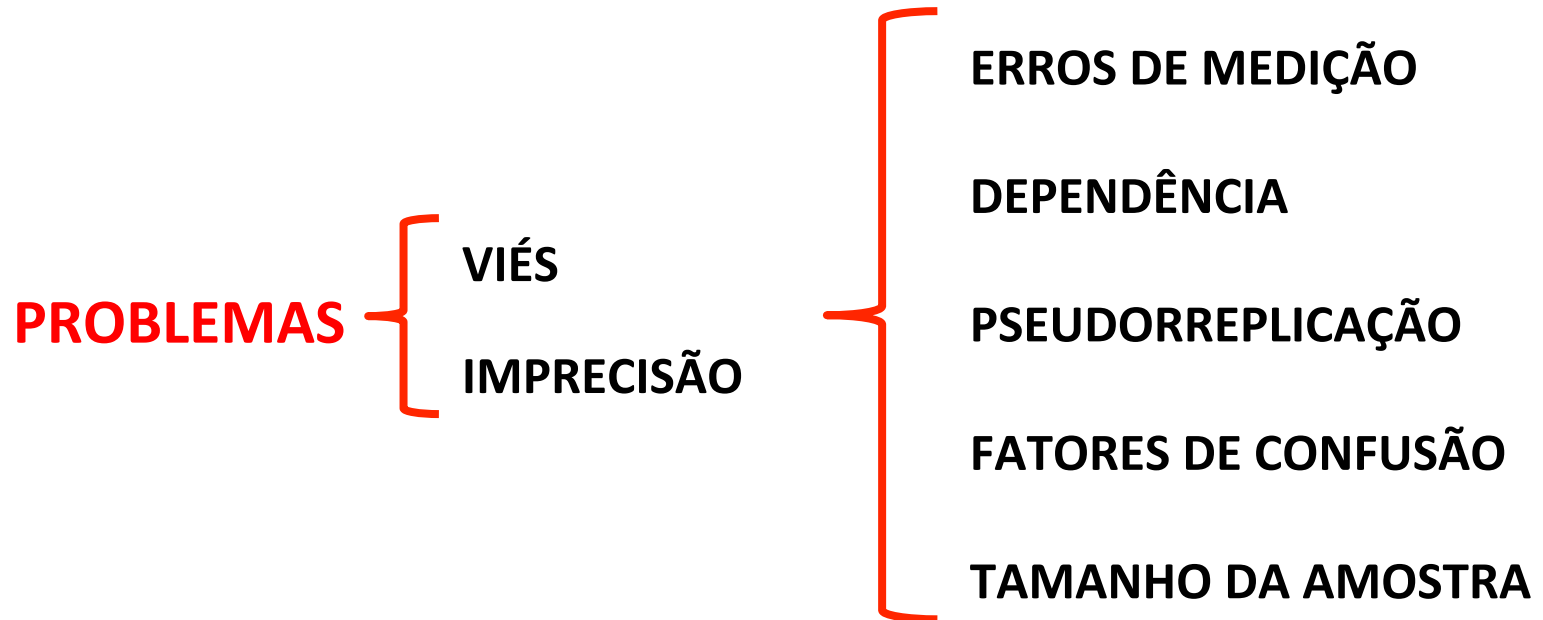 PROBLEMAS
VIÉS
IMPRECISÃO
ERROS DE MEDIÇÃO
DEPENDÊNCIA
PSEUDORREPLICAÇÃO
FATORES DE CONFUSÃO
TAMANHO DA AMOSTRA